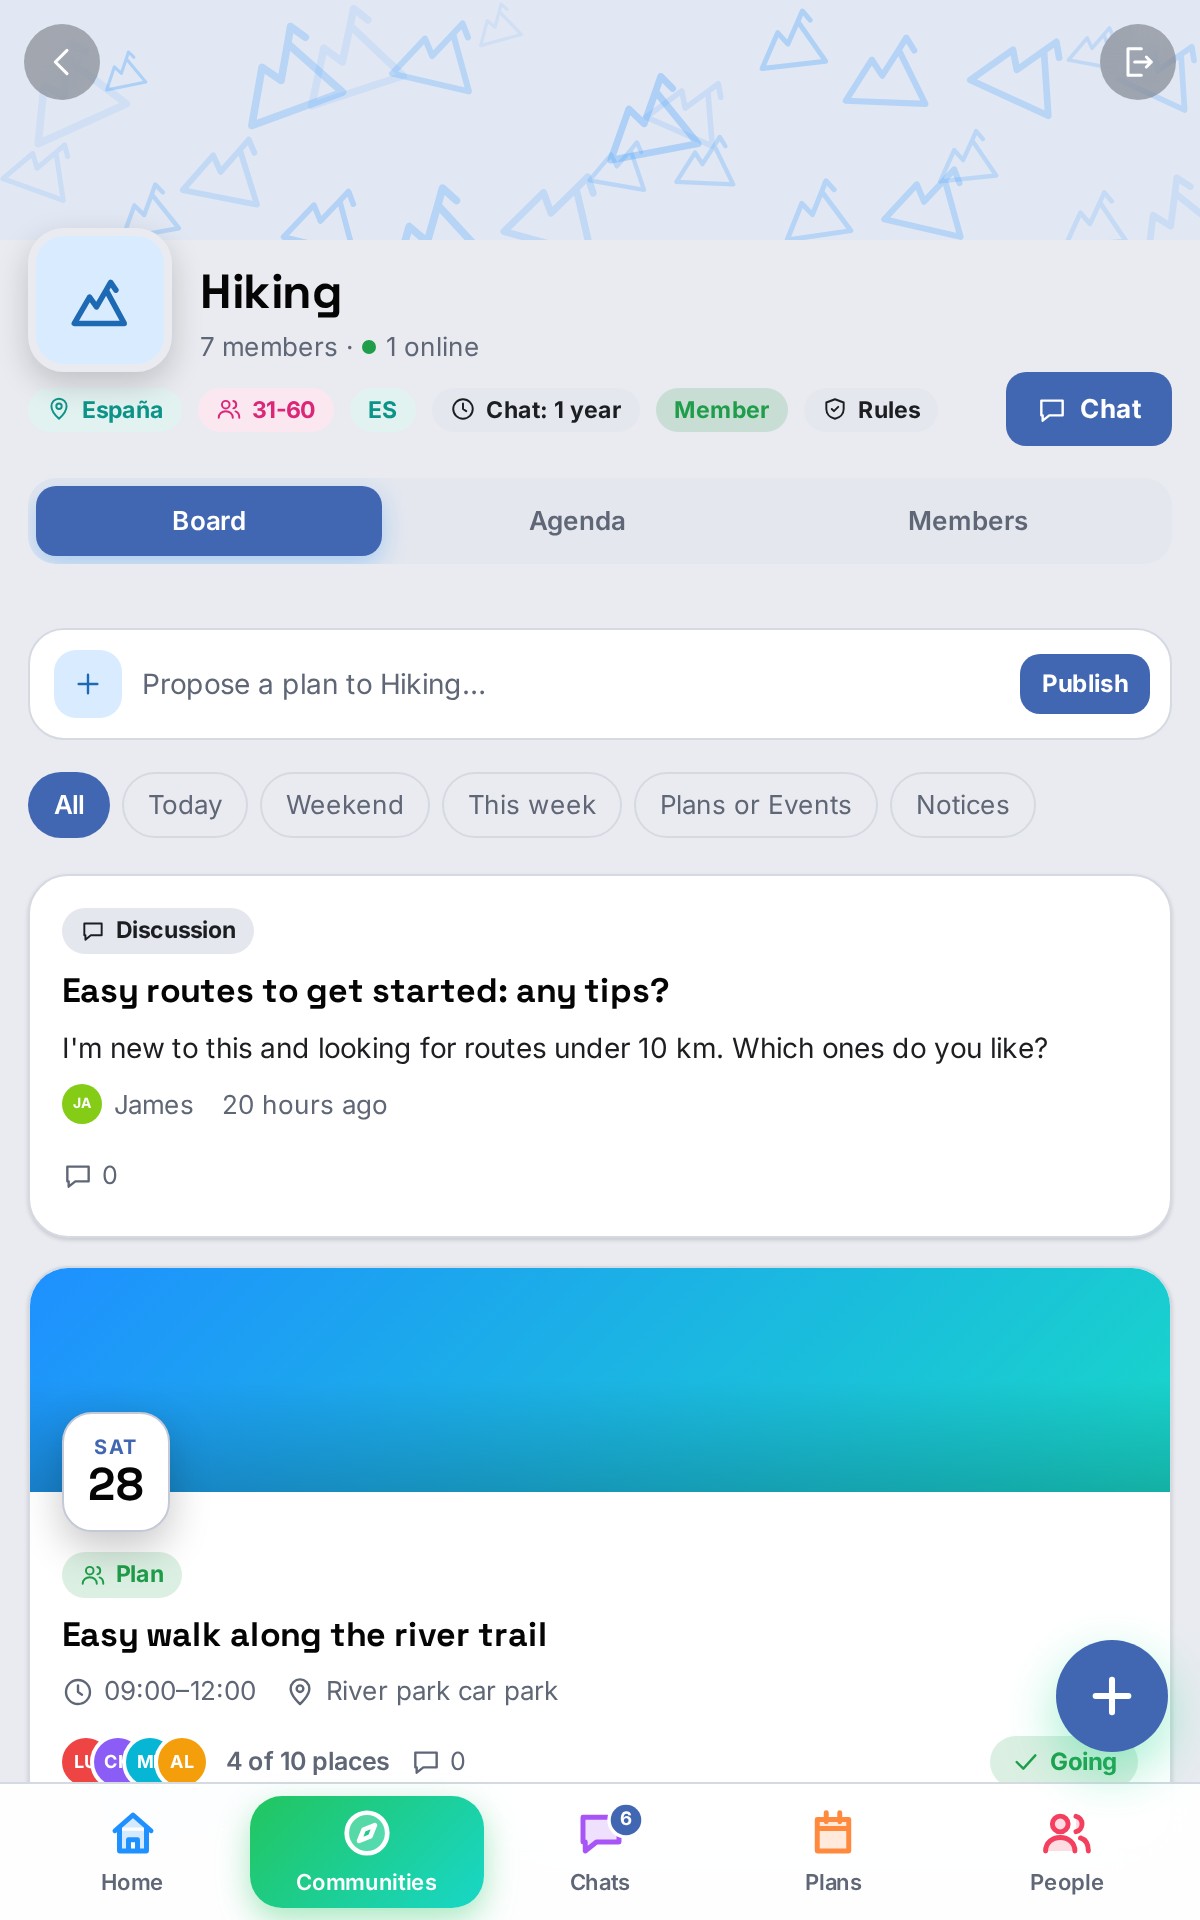 Hiking
7 members · 1 online
España
31-60
ES
Chat: 1 year
Member
Rules
Chat
Board
Agenda
Members
Propose a plan to Hiking...
Publish
All
Today
Weekend
This week
Plans or Events
Notices
Discussion
Easy routes to get started: any tips?
I'm new to this and looking for routes under 10 km. Which ones do you like?
JA
James
20 hours ago
0
SAT
28
Plan
Easy walk along the river trail
09:00–12:00
River park car park
AL
4 of 10 places
0
Going
Home
Communities
6
Chats
Plans
People